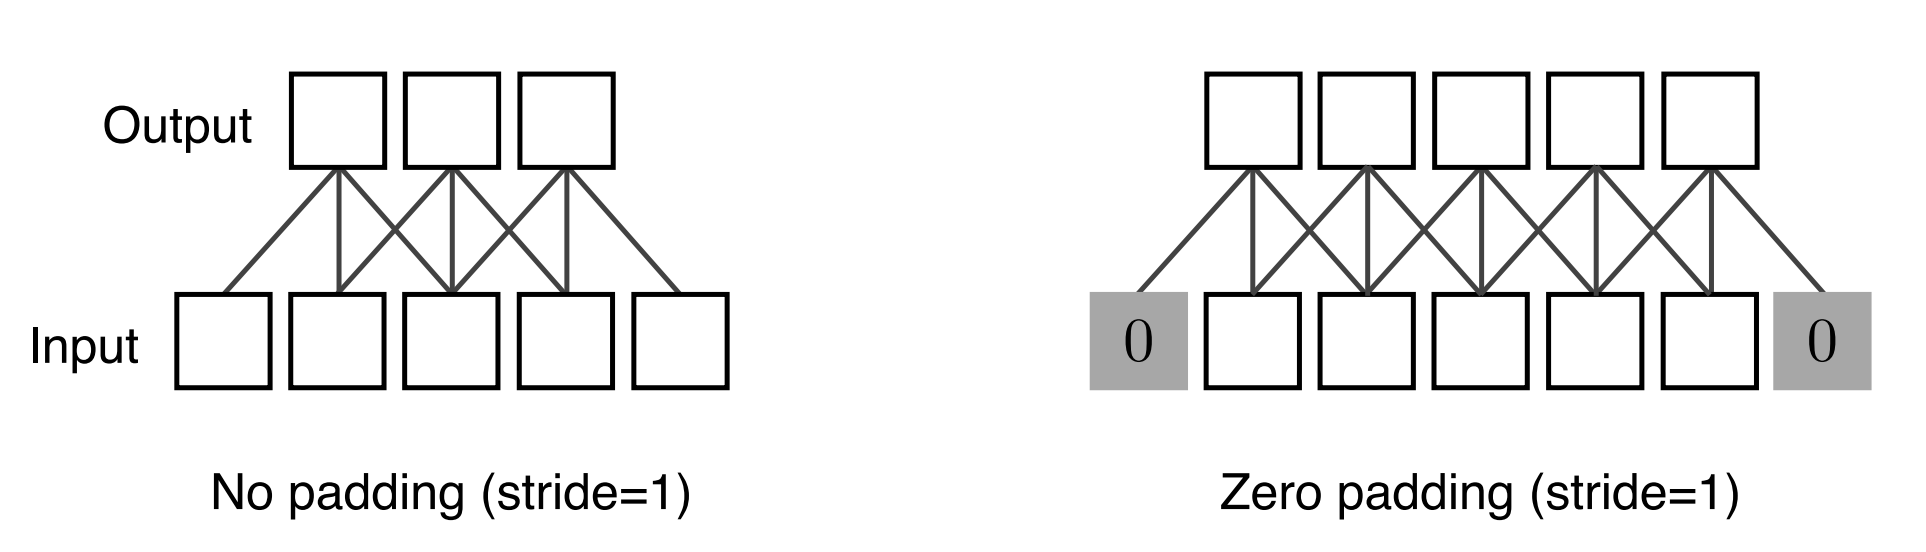 Output
Input
0
0
No padding (stride=1)
Zero padding (stride=1)